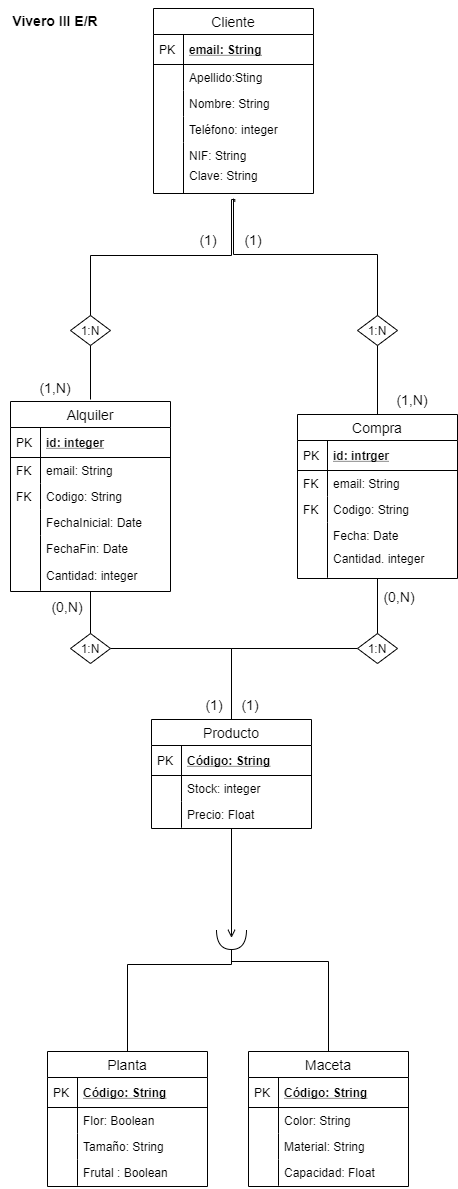 Vivero III E/R
Cliente
PK email: String
Apellido:Sting
Nombre: String
Teléfono: integer
NIF: String
Clave: String
(1) (1)
1:N 1:N
(1,N) (1,N)
Alquiler
PK id: integer
FK email: String
FK Codigo: String
FechaInicial: Date
FechaFin: Date
Cantidad: integer
Compra
PK id: intrger
FK email: String
FK Codigo: String
Fecha: Date
Cantidad. integer
(0,N) (0,N)
1:N 1:N
(1) (1)
Producto
PK Código: String
Stock: integer
Precio: Float
Planta
PK Código: String
Flor: Boolean
Tamaño: String
Frutal : Boolean
Maceta
PK Código: String
Color: String
Material: String
Capacidad: Float